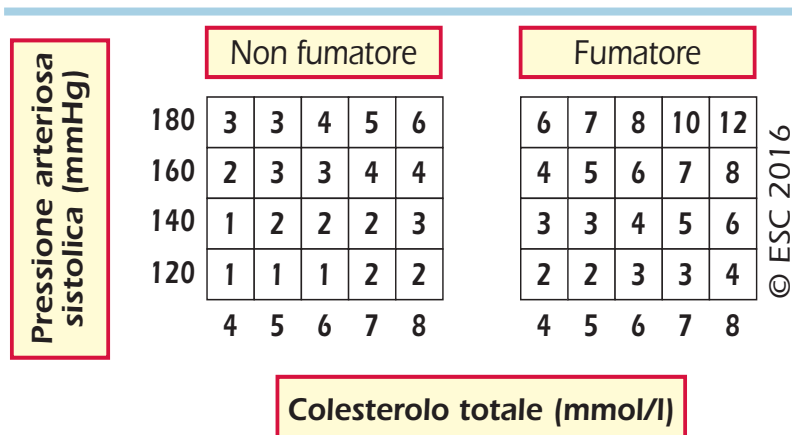 Non fumatore Fumatore
Pressione arteriosa
sistolica (mmHg)
180 3 3 4 5 6 6 7 8 10 12
160 2 3 3 4 4 4 5 6 7 8
140 1 2 2 2 3 3 3 4 5 6
120 1 1 1 2 2 2 2 3 3 4
4 5 6 7 8 4 5 6 7 8
© ESC 2016
Colesterolo totale (mmol/l)